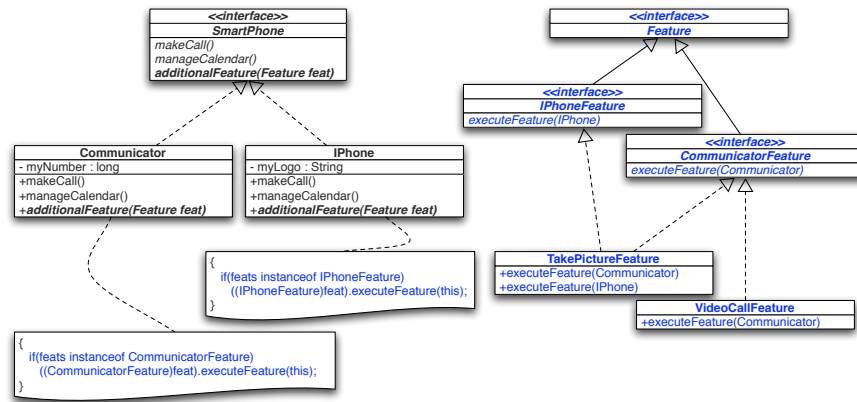 <<interface>>
SmartPhone
makeCall()
manageCalendar()
additionalFeature(Feature feat)
Communicator
- myNumber : long
+makeCall()
+manageCalendar()
+additionalFeature(Feature feat)
IPhone
- myLogo : String
+makeCall()
+manageCalendar()
+additionalFeature(Feature feat)
{
if(feats instanceof IPhoneFeature)
((IPhoneFeature)feat).executeFeature(this);
}
{
if(feats instanceof CommunicatorFeature)
((CommunicatorFeature)feat).executeFeature(this);
}
<<interface>>
Feature
<<interface>>
IPhoneFeature
executeFeature(IPhone)
<<interface>>
CommunicatorFeature
executeFeature(Communicator)
TakePictureFeature
+executeFeature(Communicator)
+executeFeature(IPhone)
VideoCallFeature
+executeFeature(Communicator)